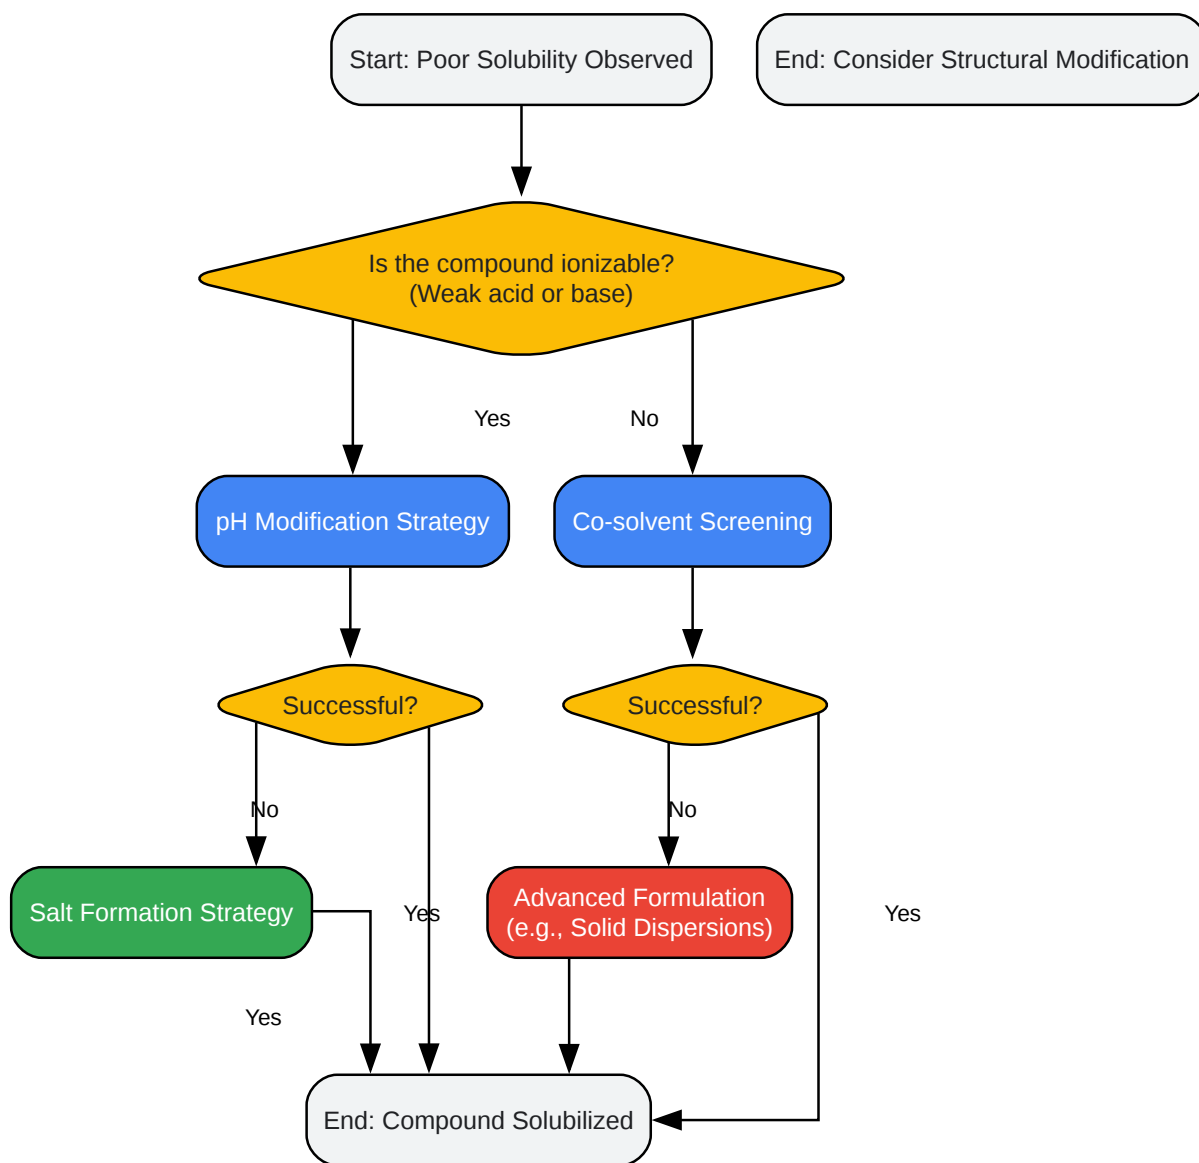 Start: Poor Solubility Observed
End: Consider Structural Modification
Is the compound ionizable?
(Weak acid or base)
Yes
No
pH Modification Strategy
Co-solvent Screening
Successful?
Successful?
No
No
Salt Formation Strategy
Yes
Advanced Formulation
(e.g., Solid Dispersions)
Yes
Yes
End: Compound Solubilized